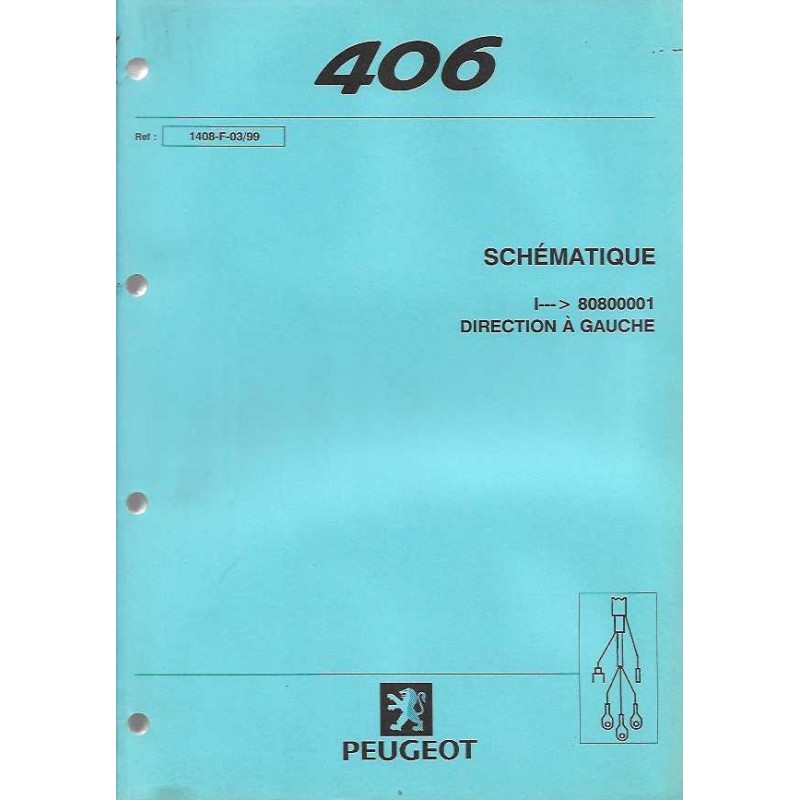 406
Ref : 1408-F-03/99
SCHÉMATIQUE
I---> 80800001
DIRECTION À GAUCHE
PEUGEOT